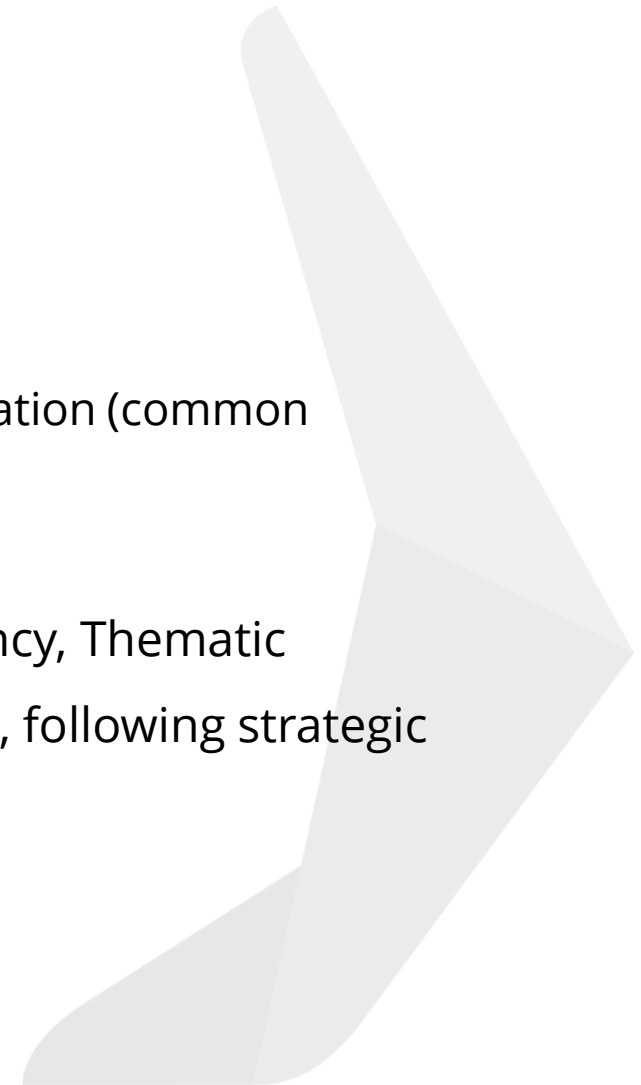 ation (common
ncy, Thematic
, following strategic